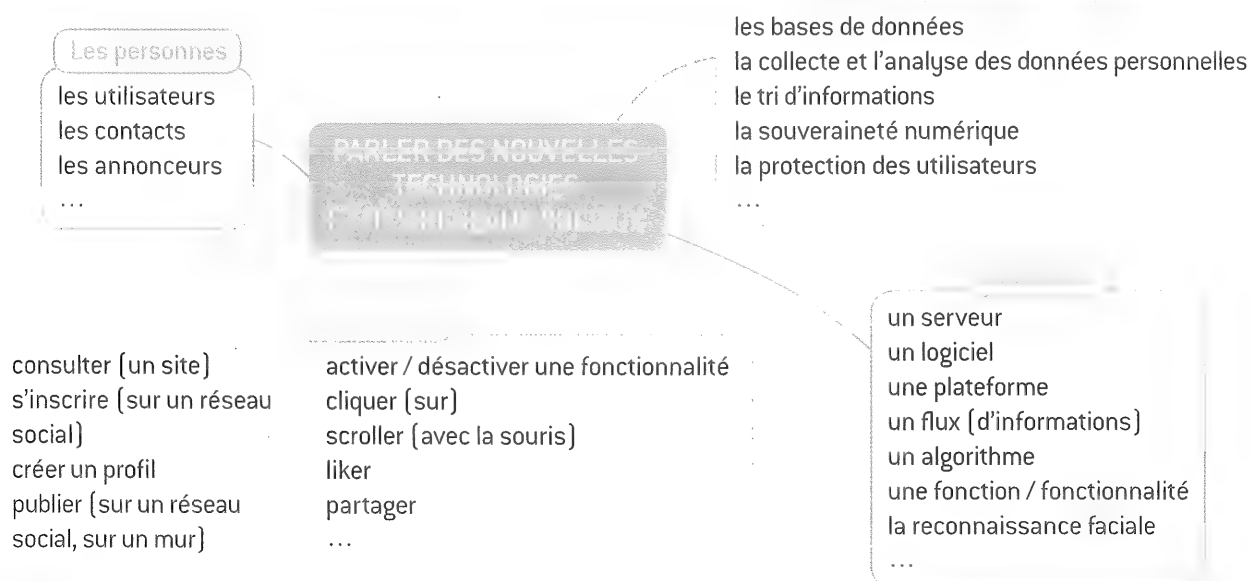 Les personnes
les utilisateurs
les contacts
les annonceurs
...
PARLER DES NOUVELLES
TECHNOLOGIES
les bases de données
la collecte et l'analyse des données personnelles
le tri d'informations
la souveraineté numérique
la protection des utilisateurs
...
consulter (un site)
s'inscrire (sur un réseau
social)
créer un profil
publier (sur un réseau
social, sur un mur)
activer / désactiver une fonctionnalité
cliquer (sur)
scroller (avec la souris)
liker
partager
...
un serveur
un logiciel
une plateforme
un flux (d'informations)
un algorithme
une fonction / fonctionnalité
la reconnaissance faciale
...